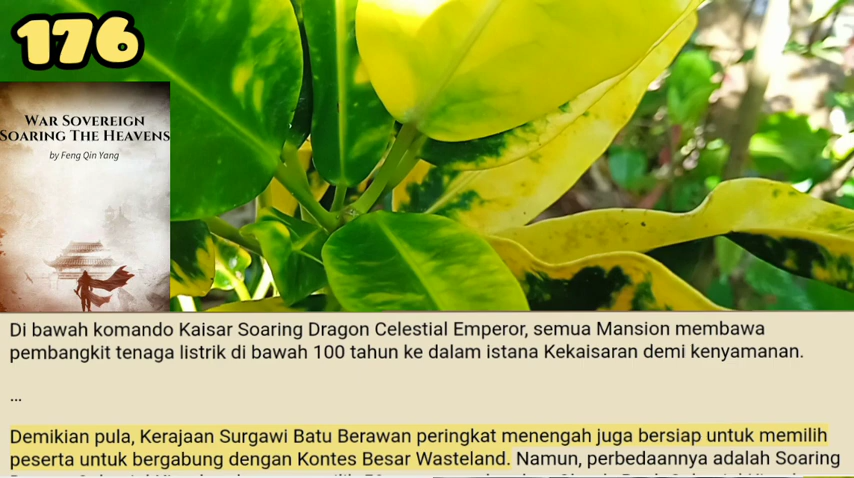 176
WAR SOVEREIGN
SOARING THE HEAVENS
by Feng Qin Yang
Di bawah komando Kaisar Soaring Dragon Celestial Emperor, semua Mansion membawa
pembangkit tenaga listrik di bawah 100 tahun ke dalam istana Kekaisaran demi kenyamanan.
...
Demikian pula, Kerajaan Surgawi Batu Berawan peringkat menengah juga bersiap untuk memilih
peserta untuk bergabung dengan Kontes Besar Wasteland. Namun, perbedaannya adalah Soaring